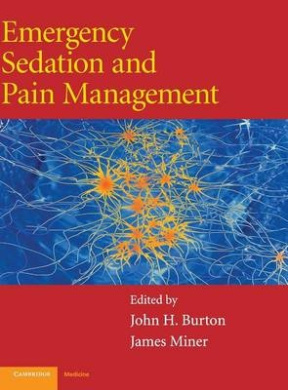 Emergency
Sedation and
Pain Management
Edited by
John H. Burton
James Miner
CAMBRIDGE Medicine